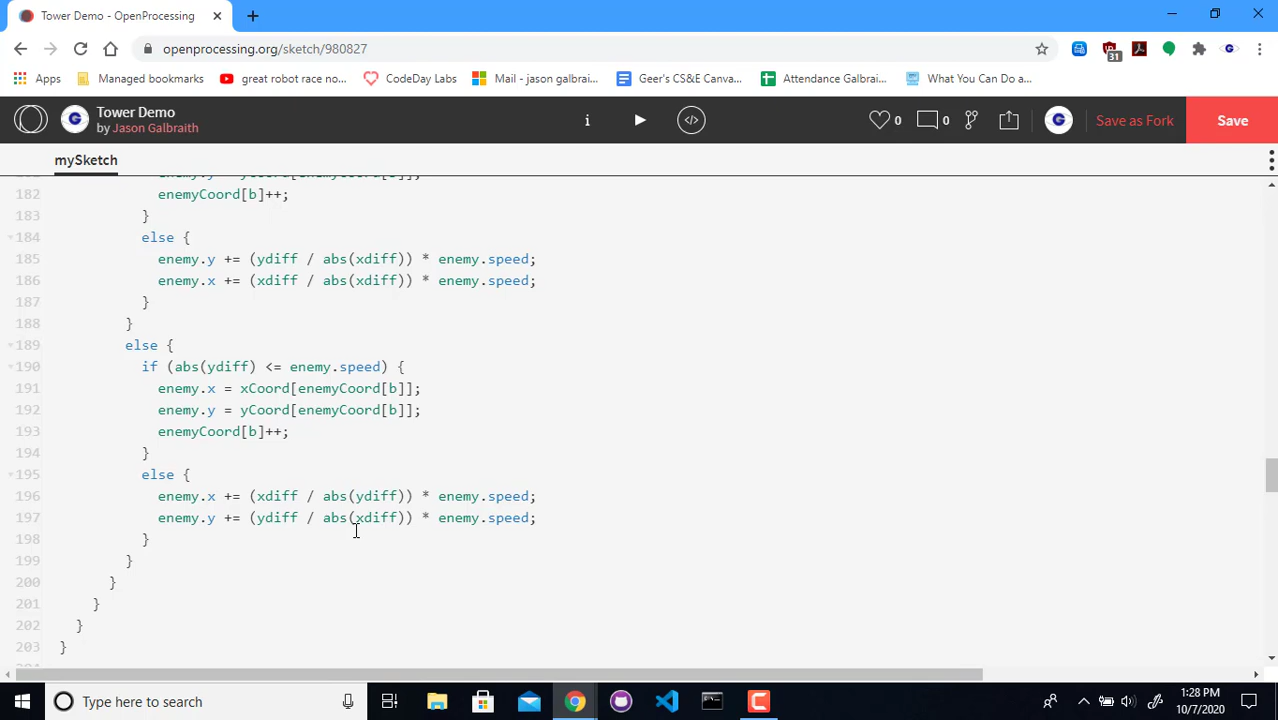 Tower Demo - OpenProcessing
openprocessing.org/sketch/980827
31
Apps Managed bookmarks great robot race no... CodeDay Labs Mail - jason galbrai... Geer's CS&E Canva... Attendance Galbrai... What You Can Do a...
Tower Demo
by Jason Galbraith
0 0 Save as Fork Save
mySketch
182 enemyCoord[b]++;
183 }
184 else {
185 enemy.y += (ydiff / abs(xdiff)) * enemy.speed;
186 enemy.x += (xdiff / abs(xdiff)) * enemy.speed;
187 }
188 }
189 else {
190 if (abs(ydiff) <= enemy.speed) {
191 enemy.x = xCoord[enemyCoord[b]];
192 enemy.y = yCoord[enemyCoord[b]];
193 enemyCoord[b]++;
194 }
195 else {
196 enemy.x += (xdiff / abs(ydiff)) * enemy.speed;
197 enemy.y += (ydiff / abs(xdiff)) * enemy.speed;
198 }
199 }
200 }
201 }
202 }
203 }
Type here to search
1:28 PM
10/7/2020